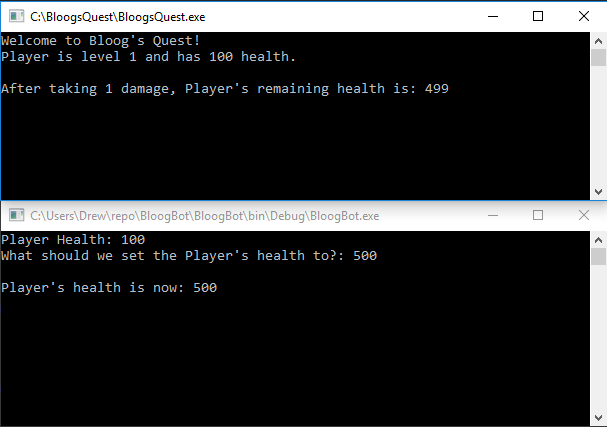 C:\BloogsQuest\BloogsQuest.exe
Welcome to Bloog's Quest!
Player is level 1 and has 100 health.
After taking 1 damage, Player's remaining health is: 499
C:\Users\Drew\repo\BloogBot\BloogBot\bin\Debug\BloogBot.exe
Player Health: 100
What should we set the Player's health to?: 500
Player's health is now: 500